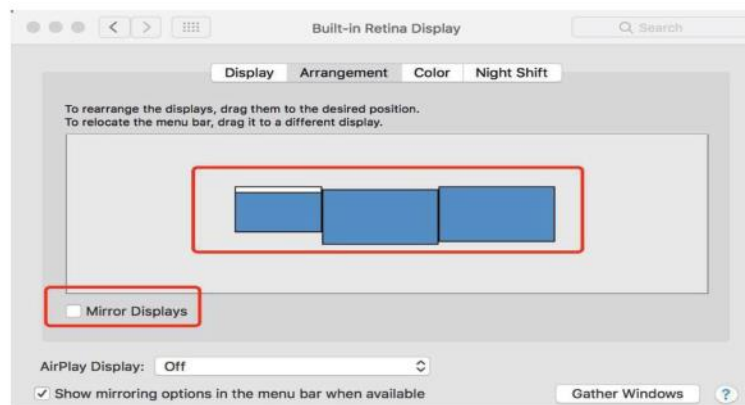 Built-in Retina Display
Search
Display Arrangement Color Night Shift
To rearrange the displays, drag them to the desired position.
To relocate the menu bar, drag it to a different display.
Mirror Displays
AirPlay Display: Off
Show mirroring options in the menu bar when available
Gather Windows ?